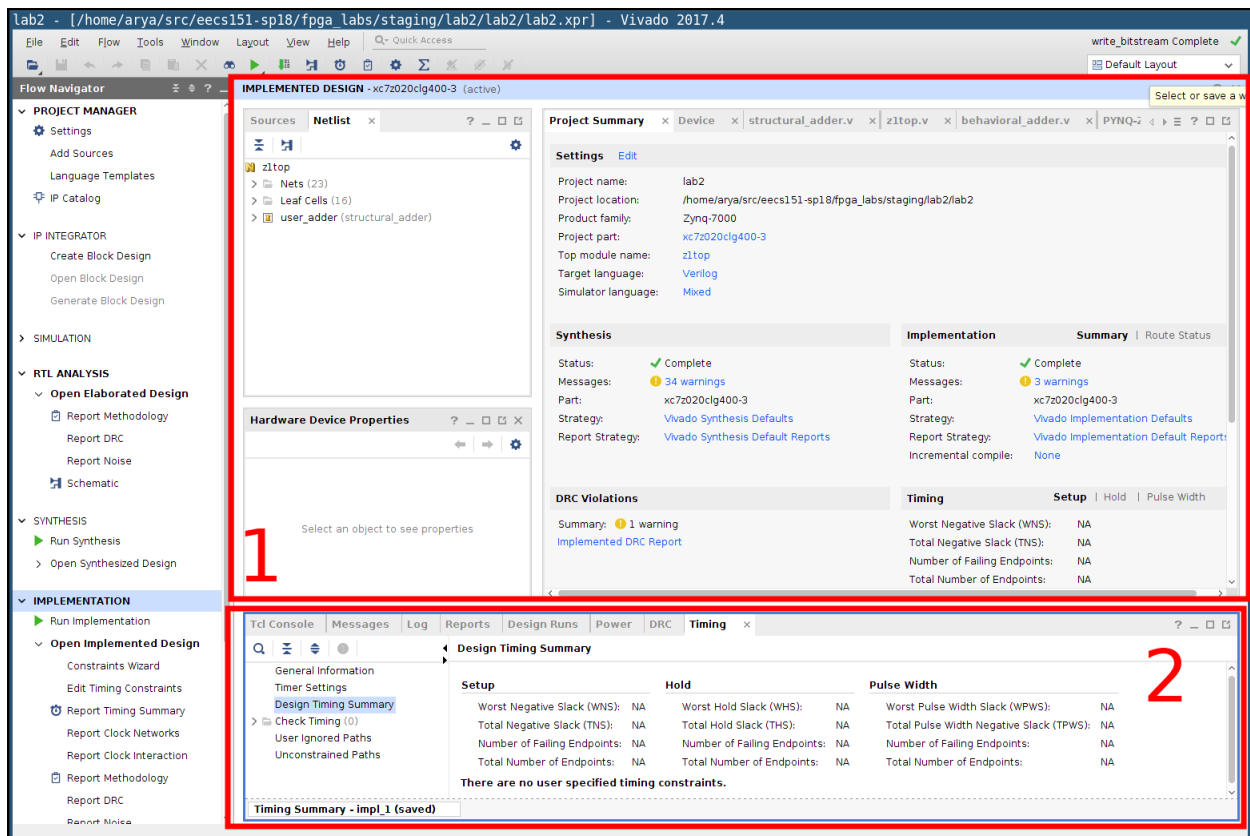 lab2 - [/home/arya/src/eecs151-sp18/fpga_labs/staging/lab2/lab2/lab2.xpr] - Vivado 2017.4
File Edit Flow Tools Window Layout View Help Quick Access
write_bitstream Complete
Default Layout
Flow Navigator
PROJECT MANAGER
Settings
Add Sources
Language Templates
IP Catalog
IP INTEGRATOR
Create Block Design
Open Block Design
Generate Block Design
SIMULATION
RTL ANALYSIS
Open Elaborated Design
Report Methodology
Report DRC
Report Noise
Schematic
SYNTHESIS
Run Synthesis
Open Synthesized Design
IMPLEMENTATION
Run Implementation
Open Implemented Design
Constraints Wizard
Edit Timing Constraints
Report Timing Summary
Report Clock Networks
Report Clock Interaction
Report Methodology
Report DRC
Report Noise
IMPLEMENTED DESIGN - xc7z020clg400-3 (active)
Select or save a w
Sources Netlist
z1top
Nets (23)
Leaf Cells (16)
user_adder (structural_adder)
Hardware Device Properties
Select an object to see properties
1
Project Summary Device structural_adder.v z1top.v behavioral_adder.v PYNQ-
Settings Edit
Project name: lab2
Project location: /home/arya/src/eecs151-sp18/fpga_labs/staging/lab2/lab2
Product family: Zynq-7000
Project part: xc7z020clg400-3
Top module name: z1top
Target language: Verilog
Simulator language: Mixed
Synthesis
Status: Complete
Messages: 34 warnings
Part: xc7z020clg400-3
Strategy: Vivado Synthesis Defaults
Report Strategy: Vivado Synthesis Default Reports
Implementation Summary | Route Status
Status: Complete
Messages: 3 warnings
Part: xc7z020clg400-3
Strategy: Vivado Implementation Defaults
Report Strategy: Vivado Implementation Default Reports
Incremental compile: None
DRC Violations
Summary: 1 warning
Implemented DRC Report
Timing Setup | Hold | Pulse Width
Worst Negative Slack (WNS): NA
Total Negative Slack (TNS): NA
Number of Failing Endpoints: NA
Total Number of Endpoints: NA
Tcl Console Messages Log Reports Design Runs Power DRC Timing
General Information
Timer Settings
Design Timing Summary
Check Timing (0)
User Ignored Paths
Unconstrained Paths
Design Timing Summary
2
Setup Hold Pulse Width
Worst Negative Slack (WNS): NA Worst Hold Slack (WHS): NA Worst Pulse Width Slack (WPWS): NA
Total Negative Slack (TNS): NA Total Hold Slack (THS): NA Total Pulse Width Negative Slack (TPWS): NA
Number of Failing Endpoints: NA Number of Failing Endpoints: NA Number of Failing Endpoints: NA
Total Number of Endpoints: NA Total Number of Endpoints: NA Total Number of Endpoints: NA
There are no user specified timing constraints.
Timing Summary - impl_1 (saved)